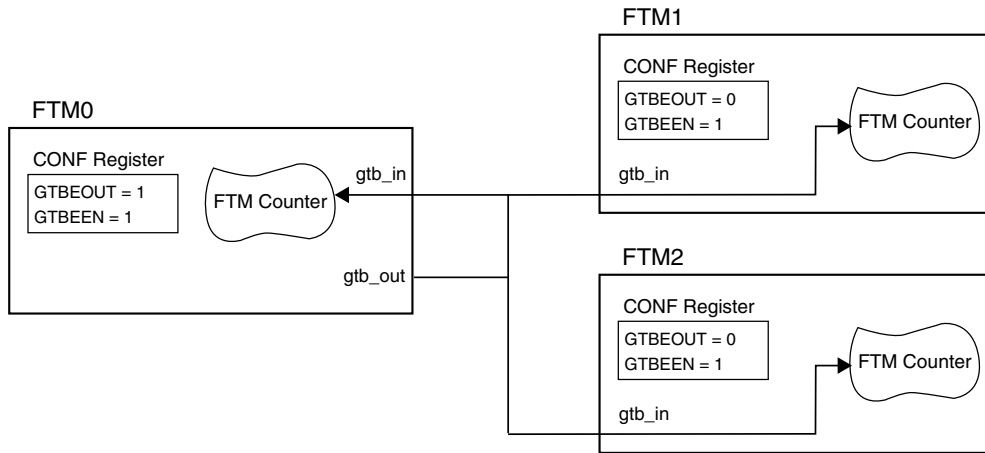 FTM0
CONF Register
GTBEOUT = 1
GTBEEN = 1
FTM Counter
gtb_in
gtb_out
FTM1
CONF Register
GTBEOUT = 0
GTBEEN = 1
FTM Counter
gtb_in
FTM2
CONF Register
GTBEOUT = 0
GTBEEN = 1
FTM Counter
gtb_in